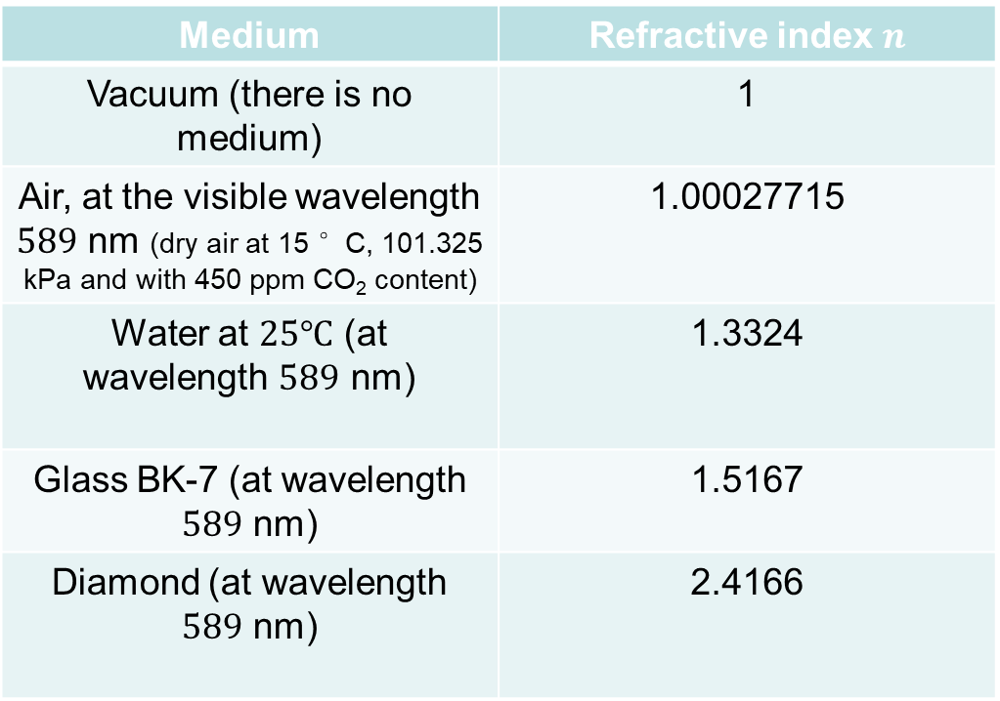 Medium
Refractive index n
Vacuum (there is no
medium)
1
Air, at the visible wavelength
589 nm (dry air at 15 ° C, 101.325
kPa and with 450 ppm CO₂ content)
1.00027715
Water at 25℃ (at
wavelength 589 nm)
1.3324
Glass BK-7 (at wavelength
589 nm)
1.5167
Diamond (at wavelength
589 nm)
2.4166